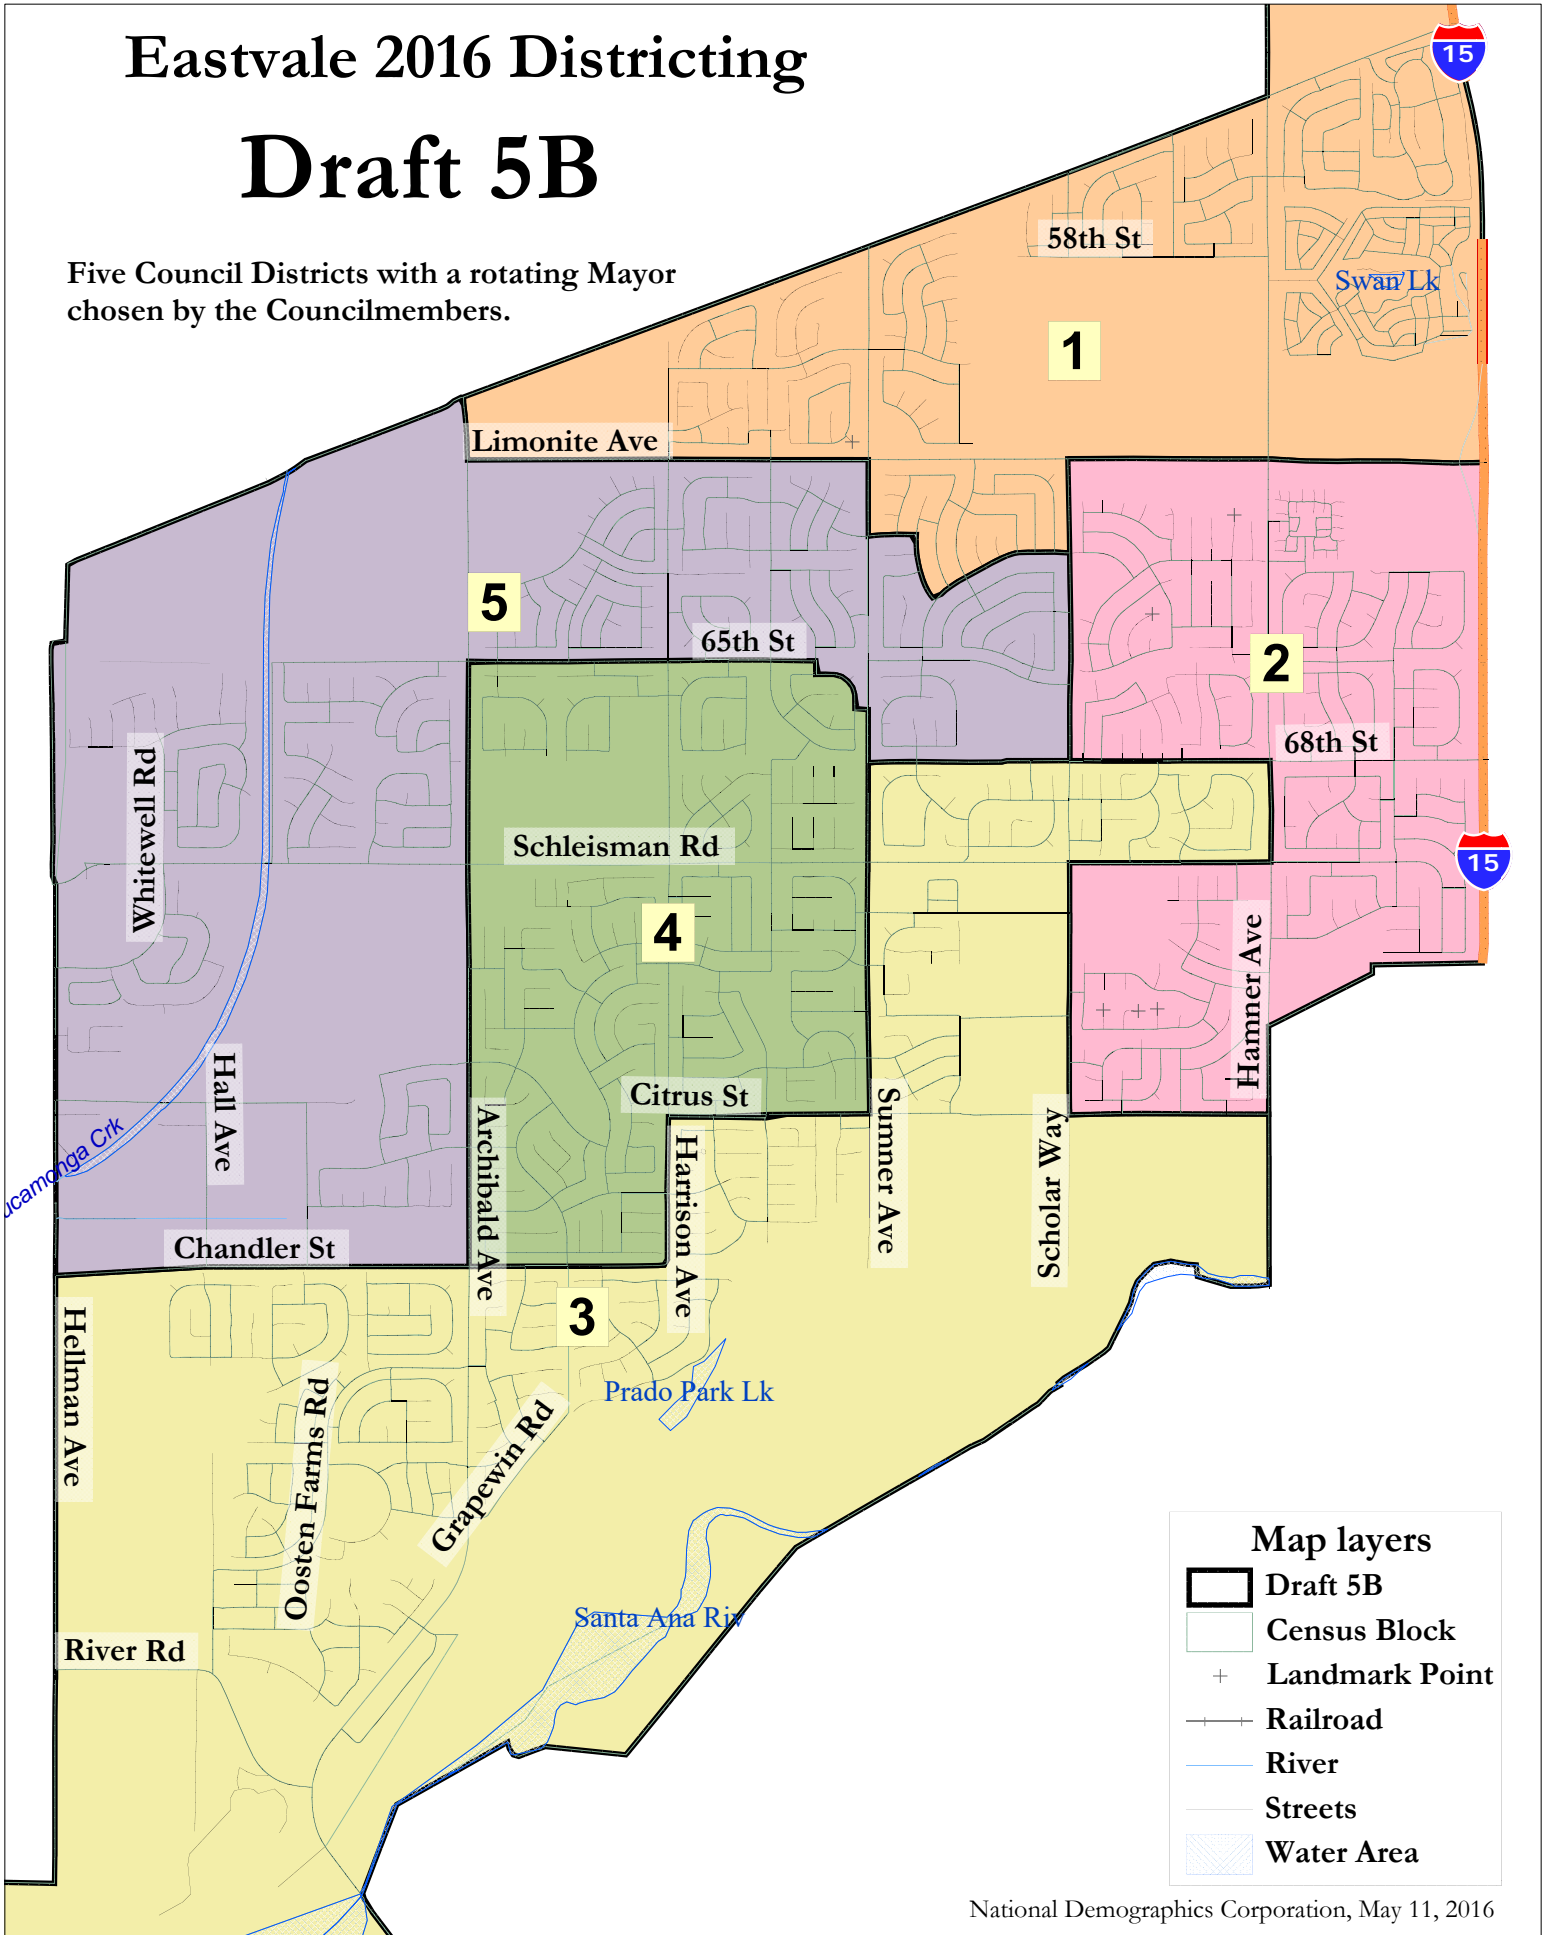 Eastvale 2016 Districting
Draft 5B
Five Council Districts with a rotating Mayor
chosen by the Councilmembers.
15
58th St
Swan Lk
1
Limonite Ave
5
65th St
2
68th St
Whitewell Rd
Schleisman Rd
15
4
Hamner Ave
Hall Ave
Citrus St
Sumner Ave
Scholar Way
Archibald Ave
Harrison Ave
ucamonga Crk
Chandler St
3
Hellman Ave
Prado Park Lk
Oosten Farms Rd
Grapewin Rd
Santa Ana Riv
River Rd
Map layers
Draft 5B
Census Block
Landmark Point
Railroad
River
Streets
Water Area
National Demographics Corporation, May 11, 2016